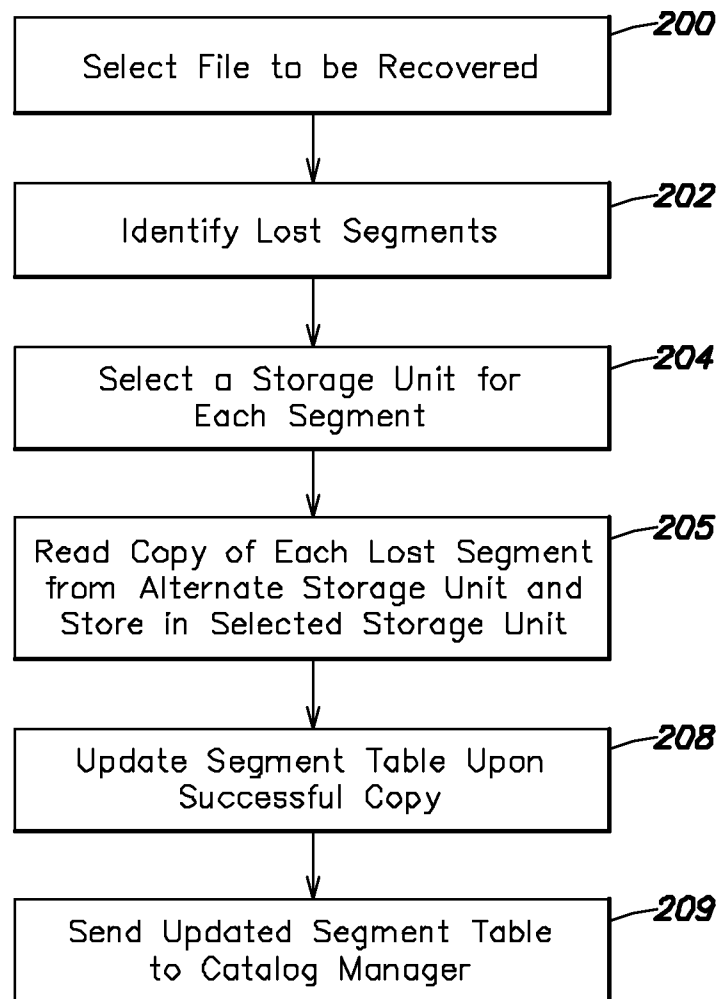 200
Select File to be Recovered
202
Identify Lost Segments
204
Select a Storage Unit for
Each Segment
205
Read Copy of Each Lost Segment
from Alternate Storage Unit and
Store in Selected Storage Unit
208
Update Segment Table Upon
Successful Copy
209
Send Updated Segment Table
to Catalog Manager